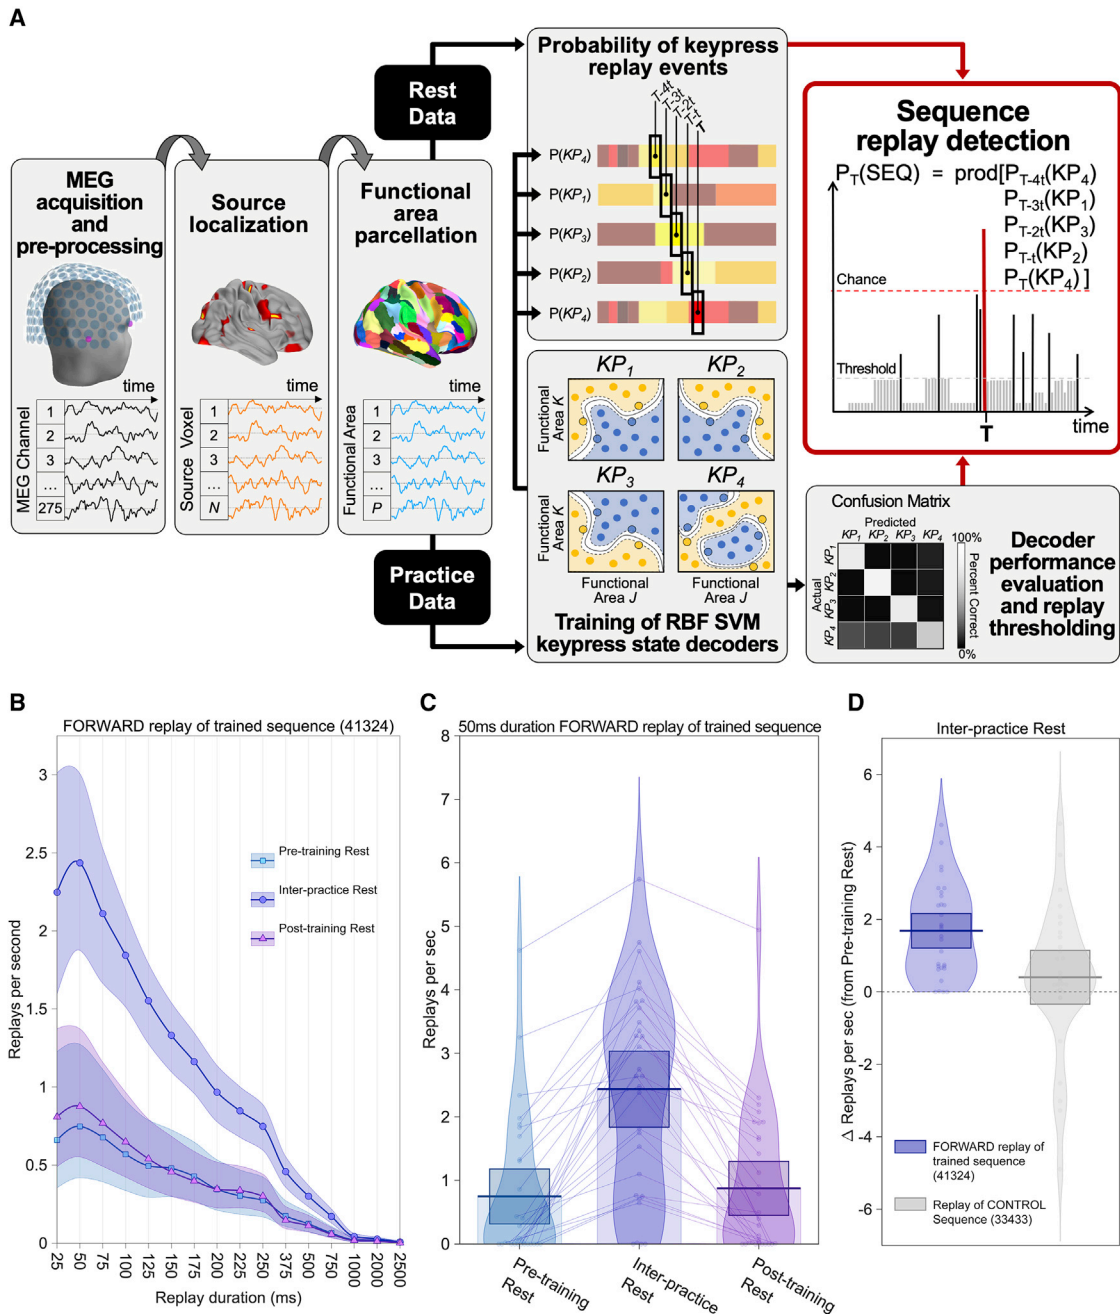 A
MEG
acquisition
and
pre-processing
time
MEG Channel
1
2
3
...
275
Source
localization
time
Source Voxel
1
2
3
...
N
Functional
area
parcellation
time
Functional Area
1
2
3
...
P
Rest
Data
Practice
Data
Probability of keypress
replay events
T-4t
T-3t
T-2t
T-t
T
P(KP4)
P(KP1)
P(KP3)
P(KP2)
P(KP4)
KP1
KP2
Functional
Area K
KP3
KP4
Functional
Area K
Functional
Area J
Functional
Area J
Training of RBF SVM
keypress state decoders
Sequence
replay detection
PT(SEQ) = prod[PT-4t(KP4)
PT-3t(KP1)
PT-2t(KP3)
PT-t(KP2)
PT(KP4) ]
Chance
Threshold
T
time
Confusion Matrix
Predicted
KP1 KP2 KP3 KP4
Actual
KP1
KP2
KP3
KP4
100%
Percent Correct
0%
Decoder
performance
evaluation
and replay
thresholding
B
FORWARD replay of trained sequence (41324)
Replays per second
3
2.5
2
1.5
1
0.5
0
Pre-training Rest
Inter-practice Rest
Post-training Rest
25 50 75 100 125 150 175 200 225 250 375 500 750 1000 2000 2500
Replay duration (ms)
C
50ms duration FORWARD replay of trained sequence
Replays per sec
8
7
6
5
4
3
2
1
0
Pre-training
Rest
Inter-practice
Rest
Post-training
Rest
D
Inter-practice Rest
Δ Replays per sec (from Pre-training Rest)
6
4
2
0
-2
-4
-6
FORWARD replay of
trained sequence
(41324)
Replay of CONTROL
Sequence (33433)